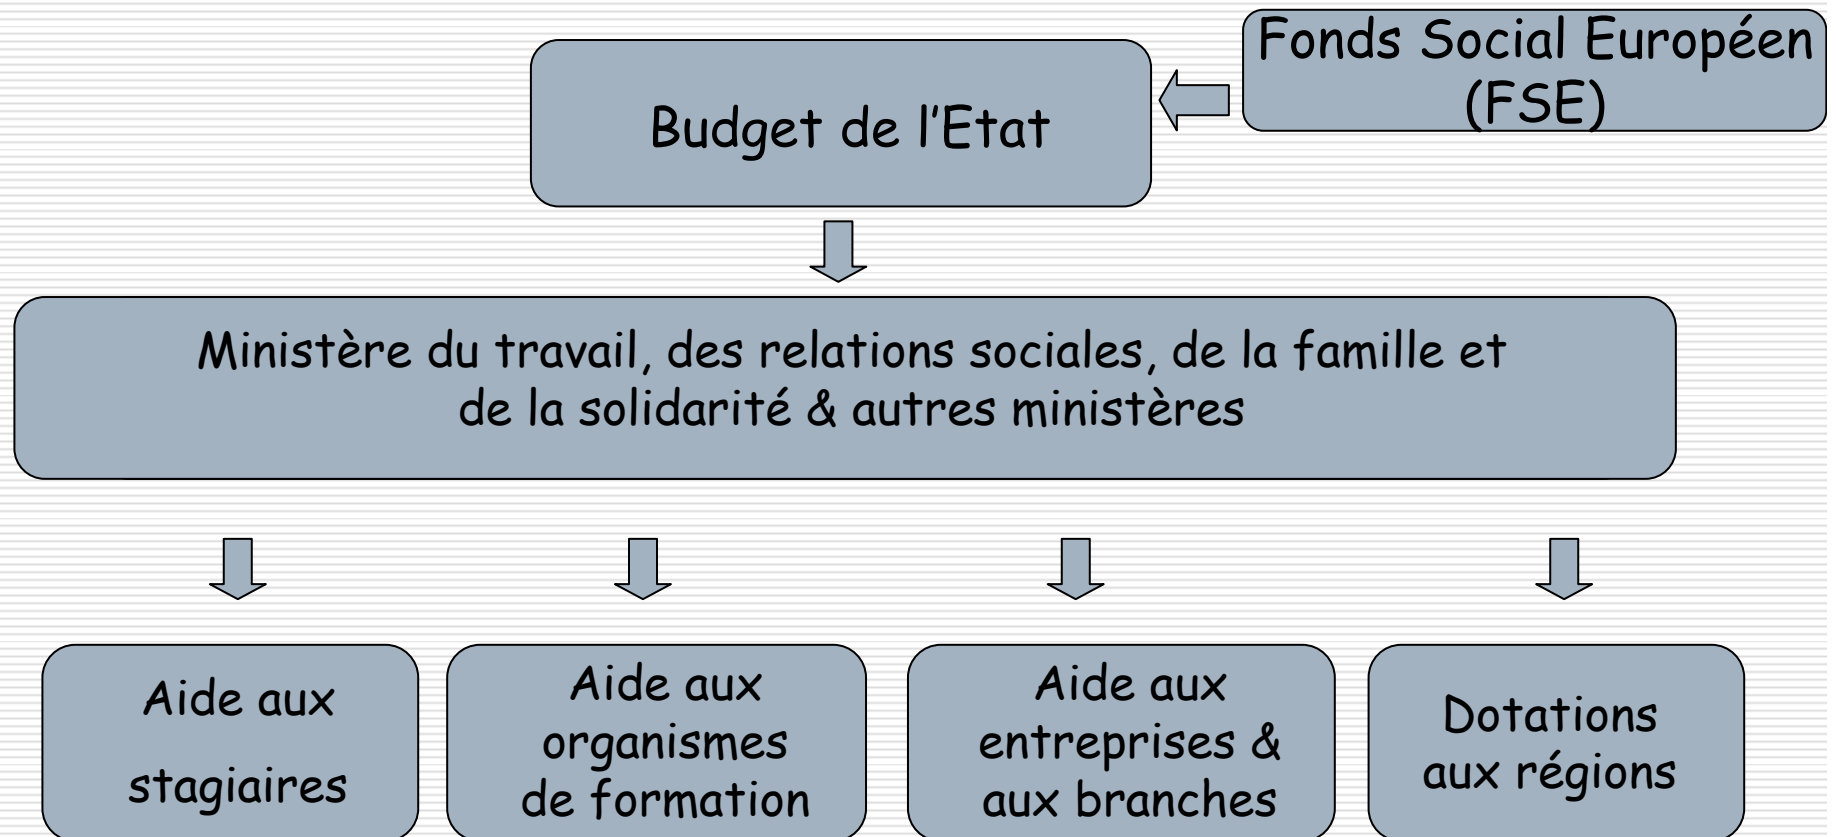 Fonds Social Européen
(FSE)
Budget de l'Etat
Ministère du travail, des relations sociales, de la famille et
de la solidarité & autres ministères
Aide aux
stagiaires
Aide aux
organismes
de formation
Aide aux
entreprises &
aux branches
Dotations
aux régions